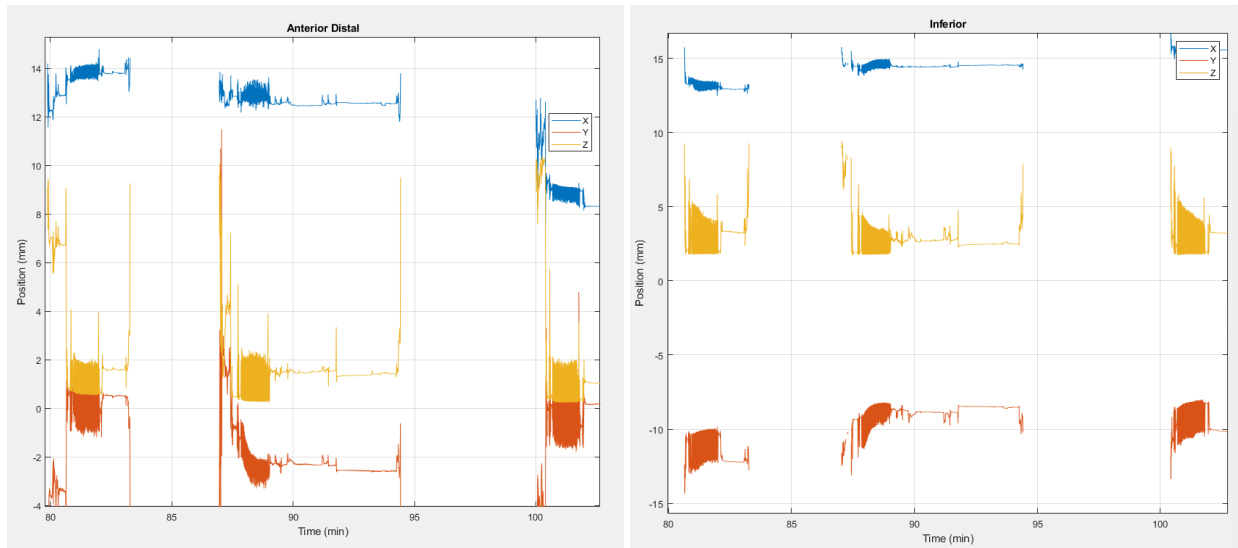 Anterior Distal
Position (mm)
14
12
10
8
6
4
2
0
-2
-4
80
85
90
95
100
Time (min)
X
Y
Z
Inferior
Position (mm)
15
10
5
0
-5
-10
-15
80
85
90
95
100
Time (min)
X
Y
Z